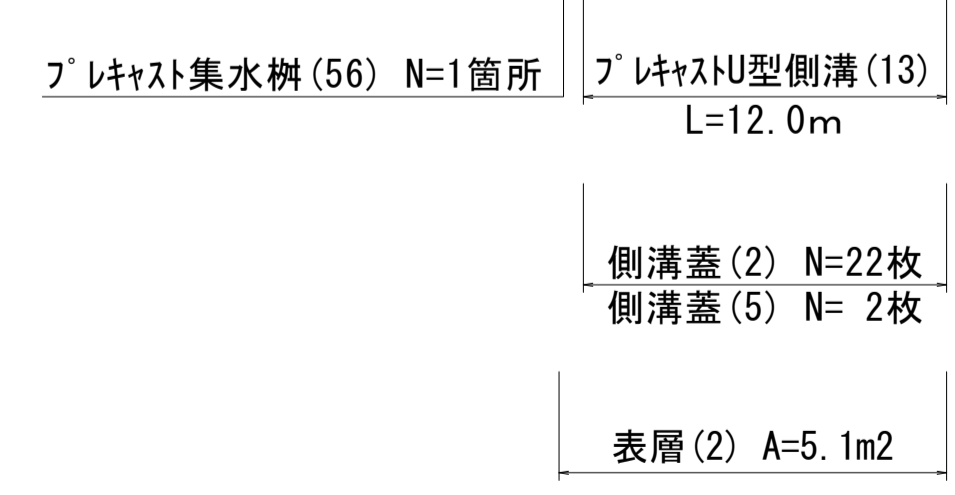 プレキャスト集水桝(56) N=1箇所
プレキャストU型側溝(13)
L=12.0m
側溝蓋(2) N=22枚
側溝蓋(5) N= 2枚
表層(2) A=5.1m2